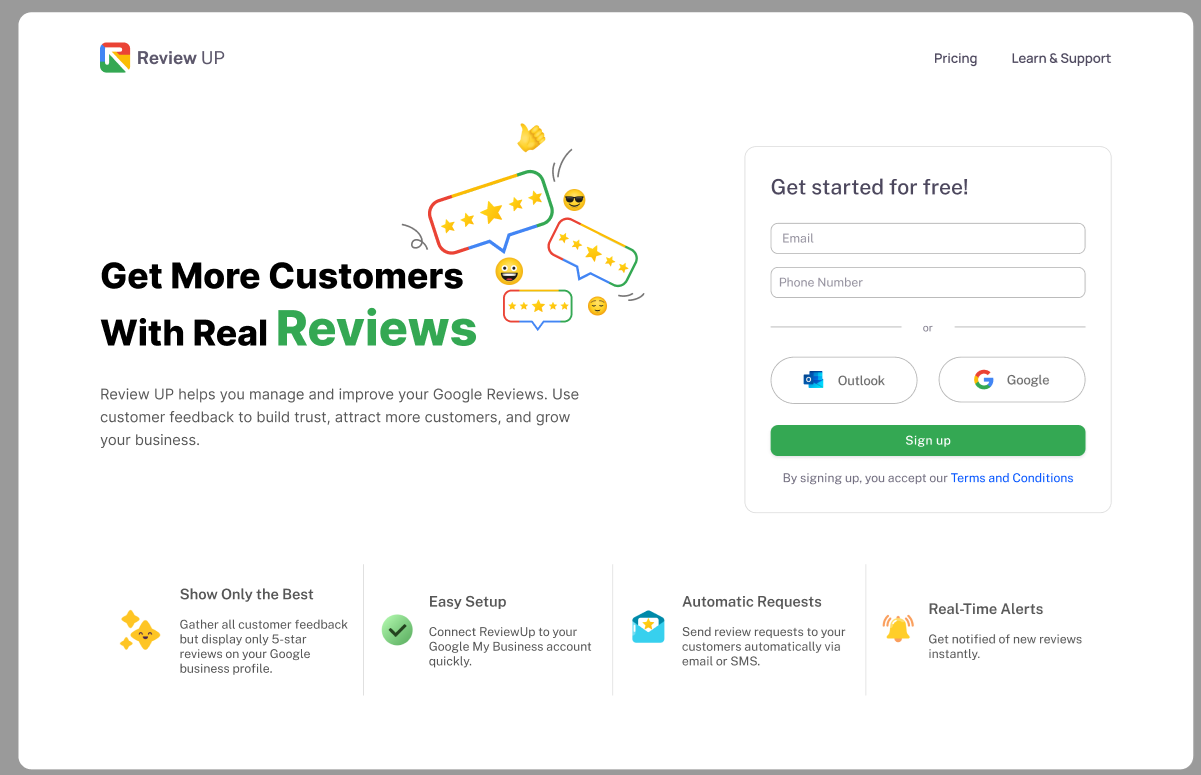 Review UP
Pricing
Learn & Support
Get More Customers
With Real Reviews
Review UP helps you manage and improve your Google Reviews. Use
customer feedback to build trust, attract more customers, and grow
your business.
Get started for free!
Email
Phone Number
or
Outlook
Google
Sign up
By signing up, you accept our Terms and Conditions
Show Only the Best
Gather all customer feedback
but display only 5-star
reviews on your Google
business profile.
Easy Setup
Connect ReviewUp to your
Google My Business account
quickly.
Automatic Requests
Send review requests to your
customers automatically via
email or SMS.
Real-Time Alerts
Get notified of new reviews
instantly.